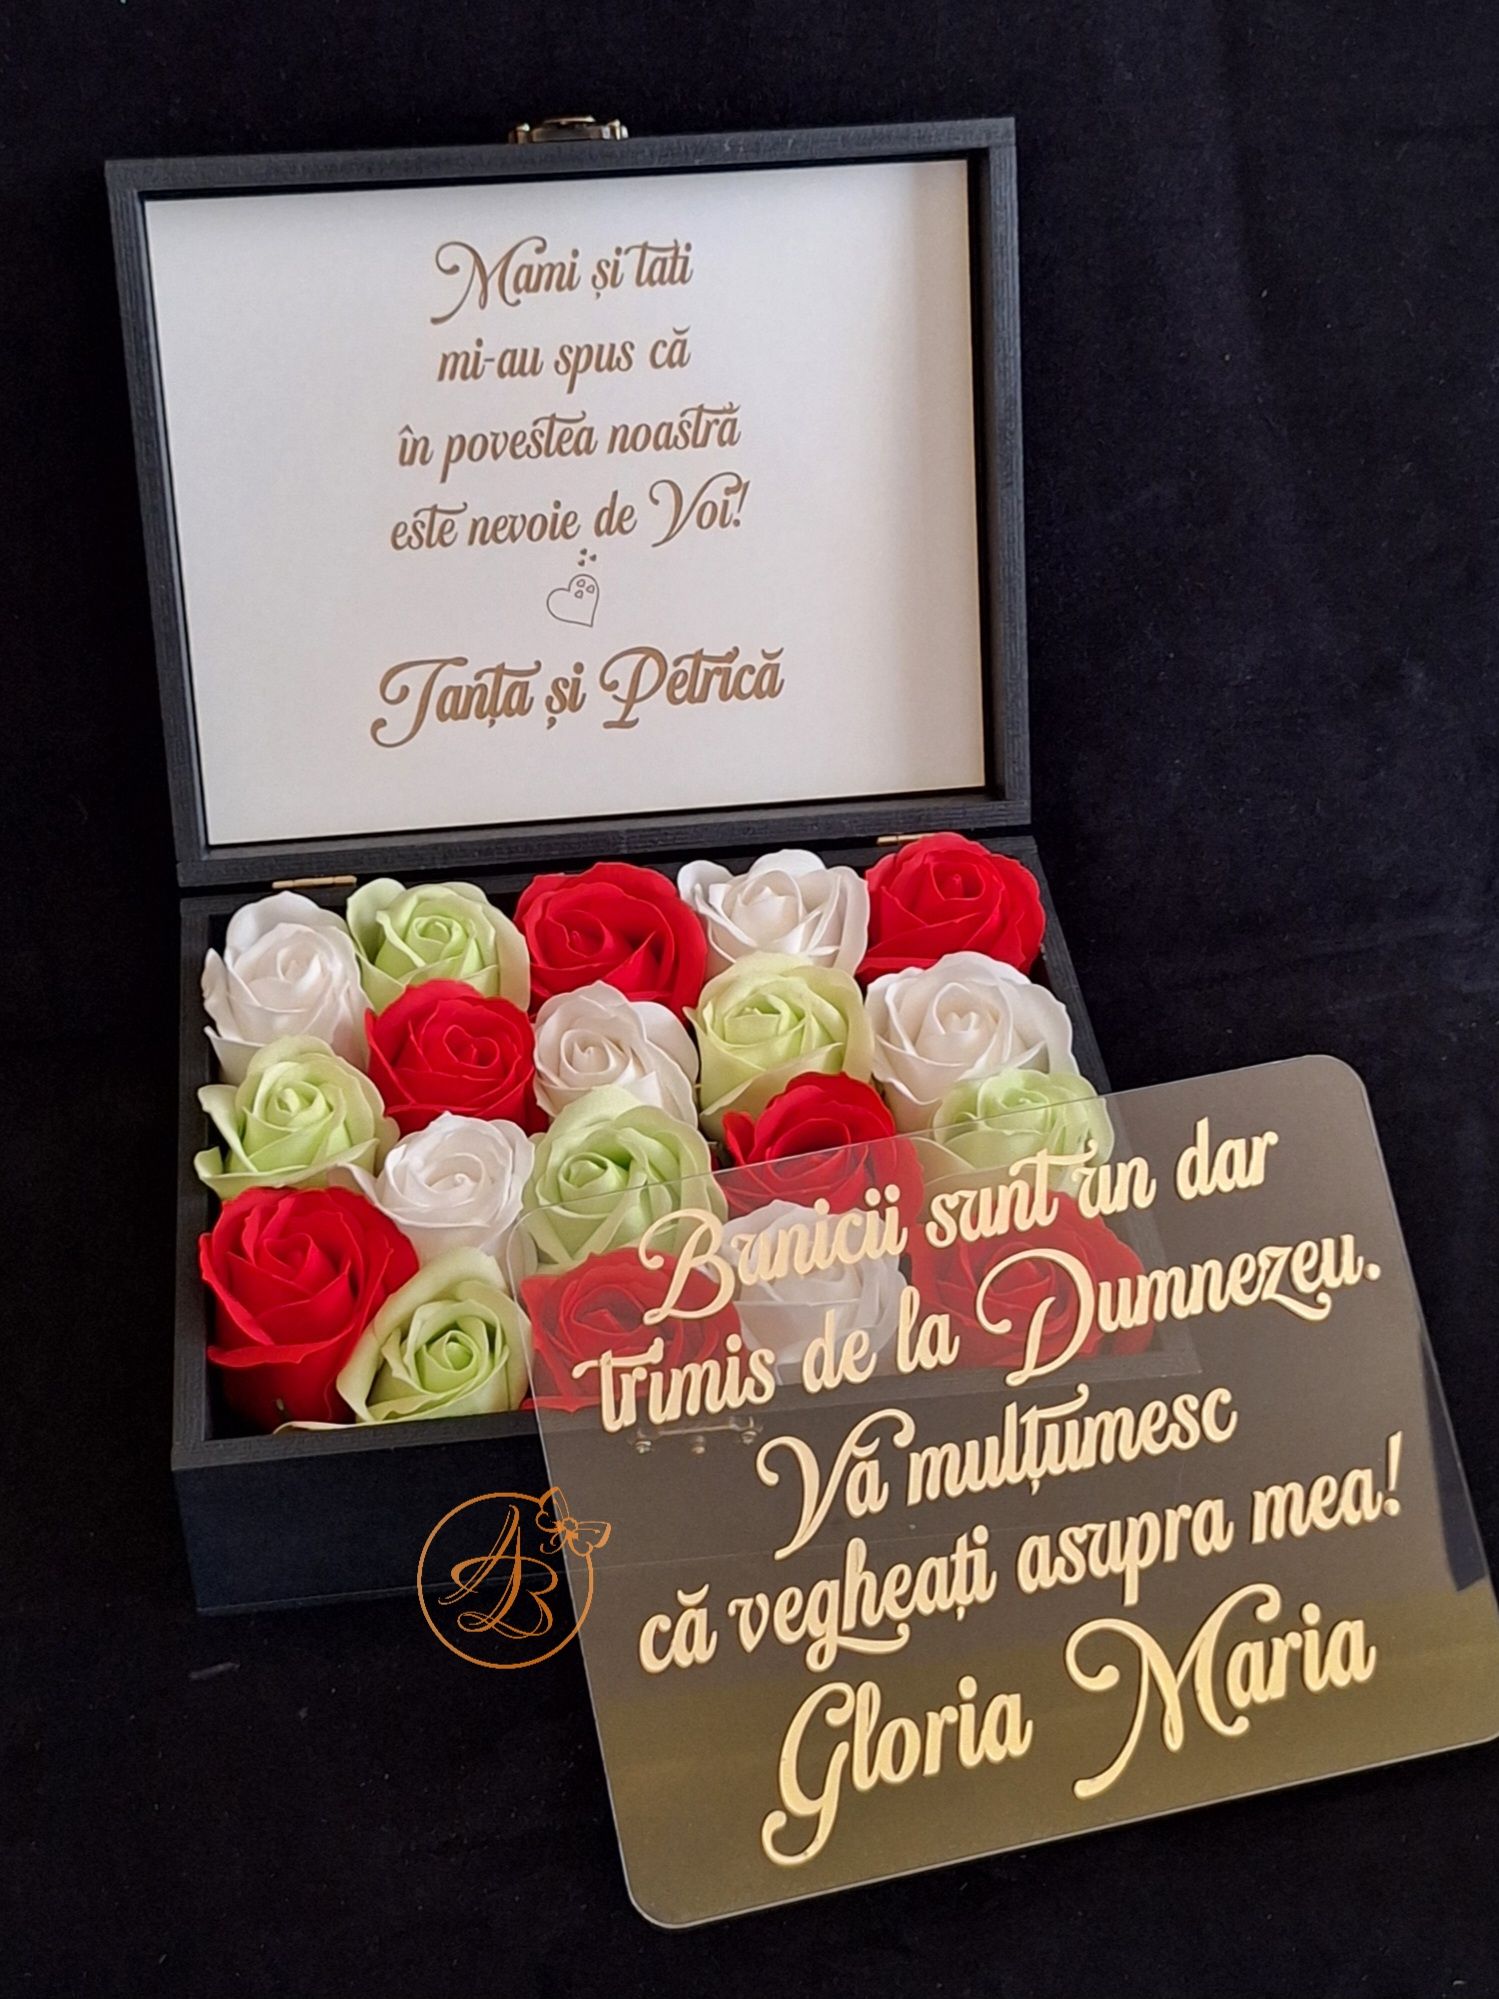 Mami și tati
mi-au spus că
în povestea noastră
este nevoie de Voi!
Tanța și Petrică
Bunicii sunt un dar
trimis de la Dumnezeu.
Vă mulțumesc
că vegheați asupra mea!
Gloria Maria
AB